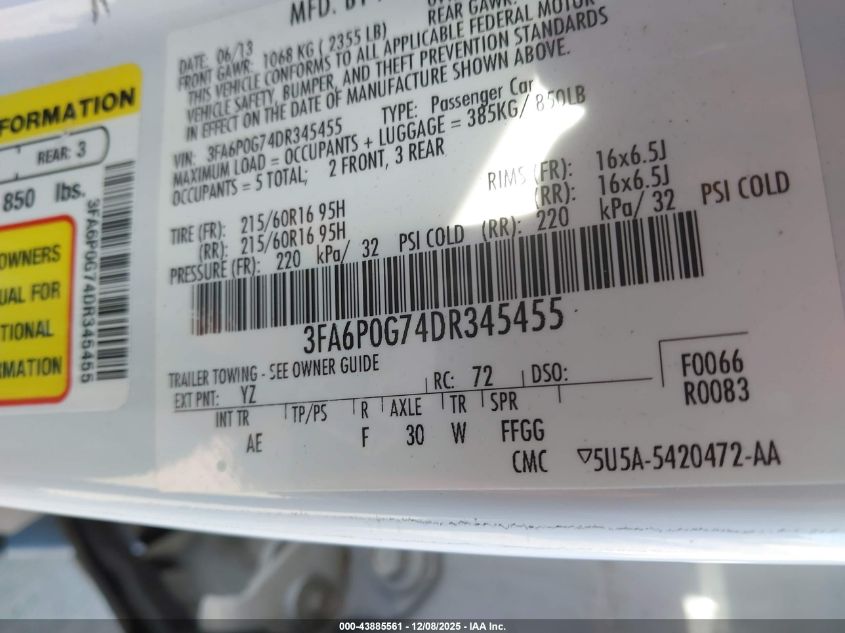 MFD. BY
REAR GAWR:
DATE: 06/13
FRONT GAWR: 1068 KG ( 2355 LB)
THIS VEHICLE CONFORMS TO ALL APPLICABLE FEDERAL MOTOR
VEHICLE SAFETY, BUMPER, AND THEFT PREVENTION STANDARDS
IN EFFECT ON THE DATE OF MANUFACTURE SHOWN ABOVE.
VIN: 3FA6P0G74DR345455 TYPE: Passenger Car
MAXIMUM LOAD = OCCUPANTS + LUGGAGE = 385KG/ 850LB
OCCUPANTS = 5 TOTAL; 2 FRONT, 3 REAR
TIRE (FR): 215/60R16 95H RIMS (FR): 16x6.5J
(RR): 215/60R16 95H (RR): 16x6.5J
PRESSURE (FR): 220 kPa/ 32 PSI COLD (RR): 220 kPa/ 32 PSI COLD
3FA6P0G74DR345455
TRAILER TOWING - SEE OWNER GUIDE
EXT PNT: YZ RC: 72 DSO:
F0066
R0083
INT TR TP/PS R AXLE TR SPR
AE F 30 W FFGG
CMC ▽5U5A-5420472-AA
FORMATION
REAR: 3
850 lbs.
OWNERS
UAL FOR
TIONAL
RMATION
3FA6P0G74DR345455
000-43885561 - 12/08/2025 - IAA Inc.